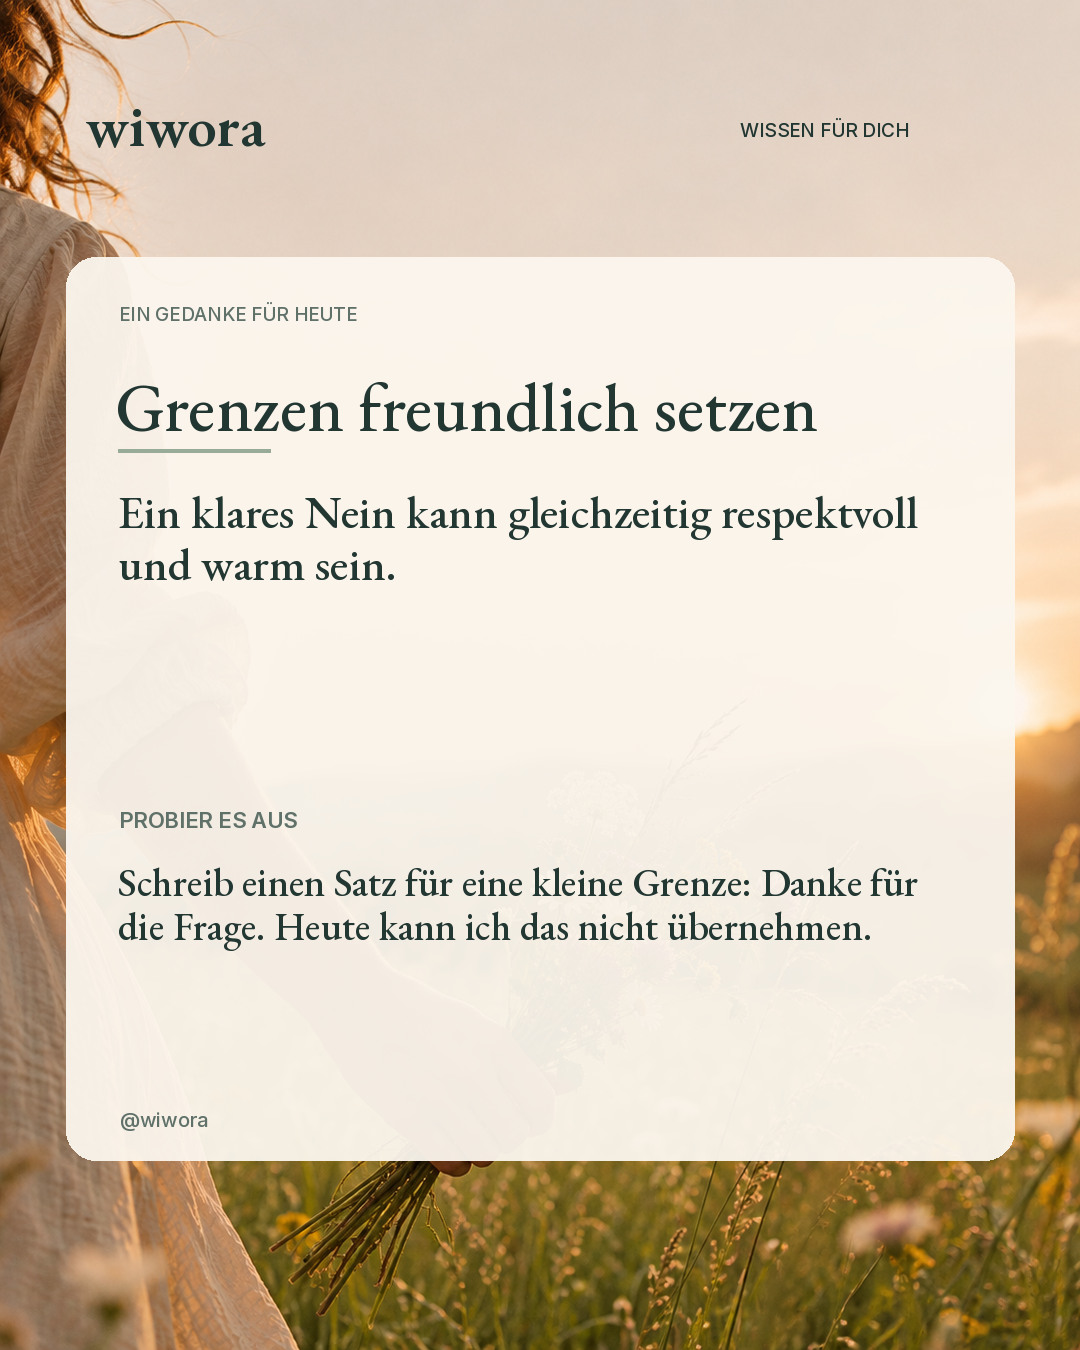 wiwora
WISSEN FÜR DICH
EIN GEDANKE FÜR HEUTE
Grenzen freundlich setzen
Ein klares Nein kann gleichzeitig respektvoll
und warm sein.
PROBIER ES AUS
Schreib einen Satz für eine kleine Grenze: Danke für
die Frage. Heute kann ich das nicht übernehmen.
@wiwora